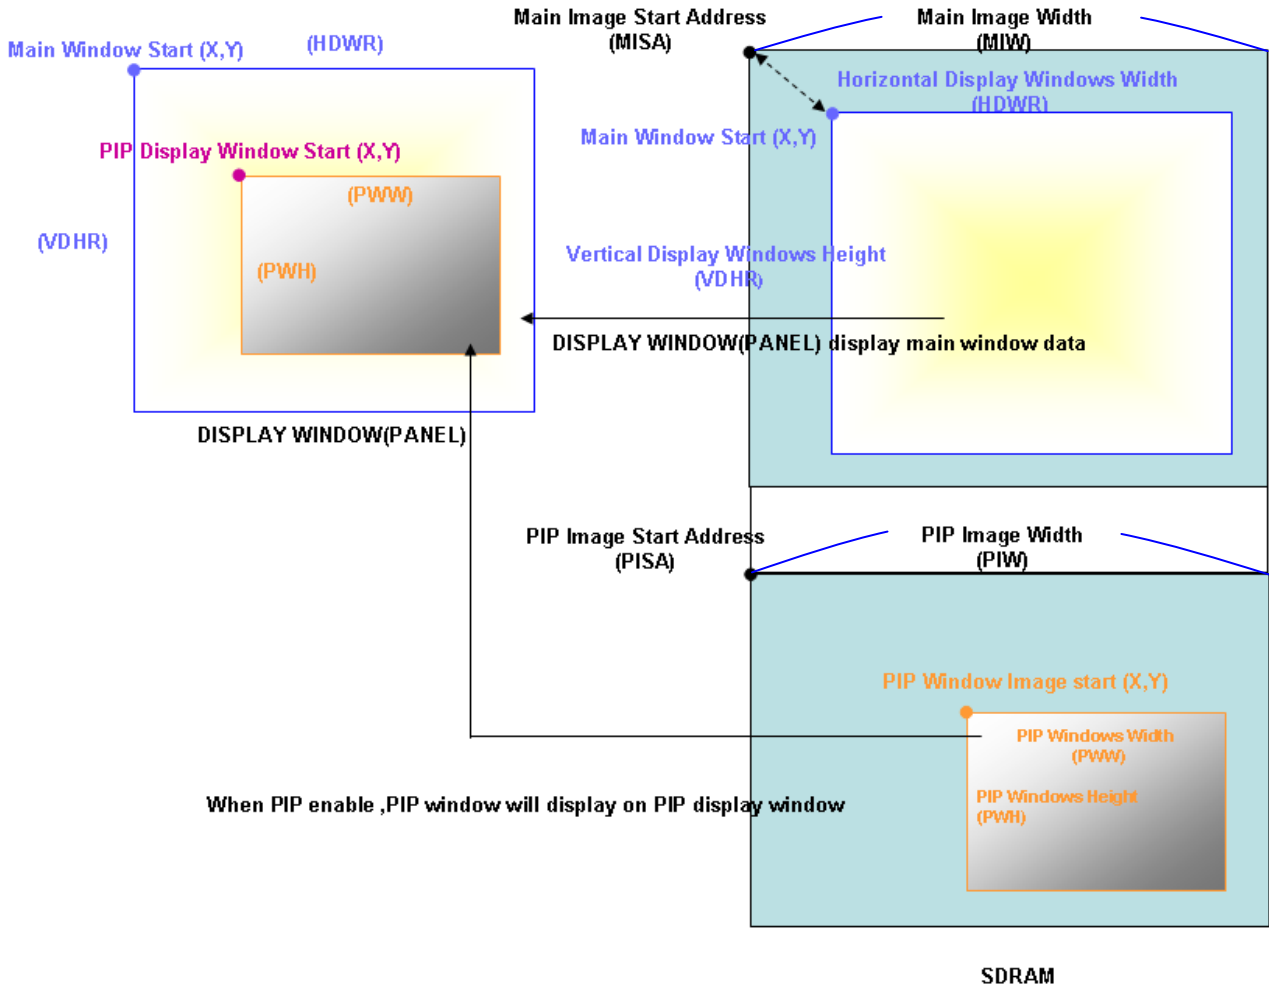 Main Image Start Address
(MISA)
Main Image Width
(MIW)
Main Window Start (X,Y)
(HDWR)
Horizontal Display Windows Width
(HDWR)
Main Window Start (X,Y)
PIP Display Window Start (X,Y)
(PWW)
(VDHR)
(PWH)
Vertical Display Windows Height
(VDHR)
DISPLAY WINDOW(PANEL) display main window data
DISPLAY WINDOW(PANEL)
PIP Image Start Address
(PISA)
PIP Image Width
(PIW)
PIP Window Image start (X,Y)
PIP Windows Width
(PWW)
PIP Windows Height
(PWH)
When PIP enable ,PIP window will display on PIP display window
SDRAM